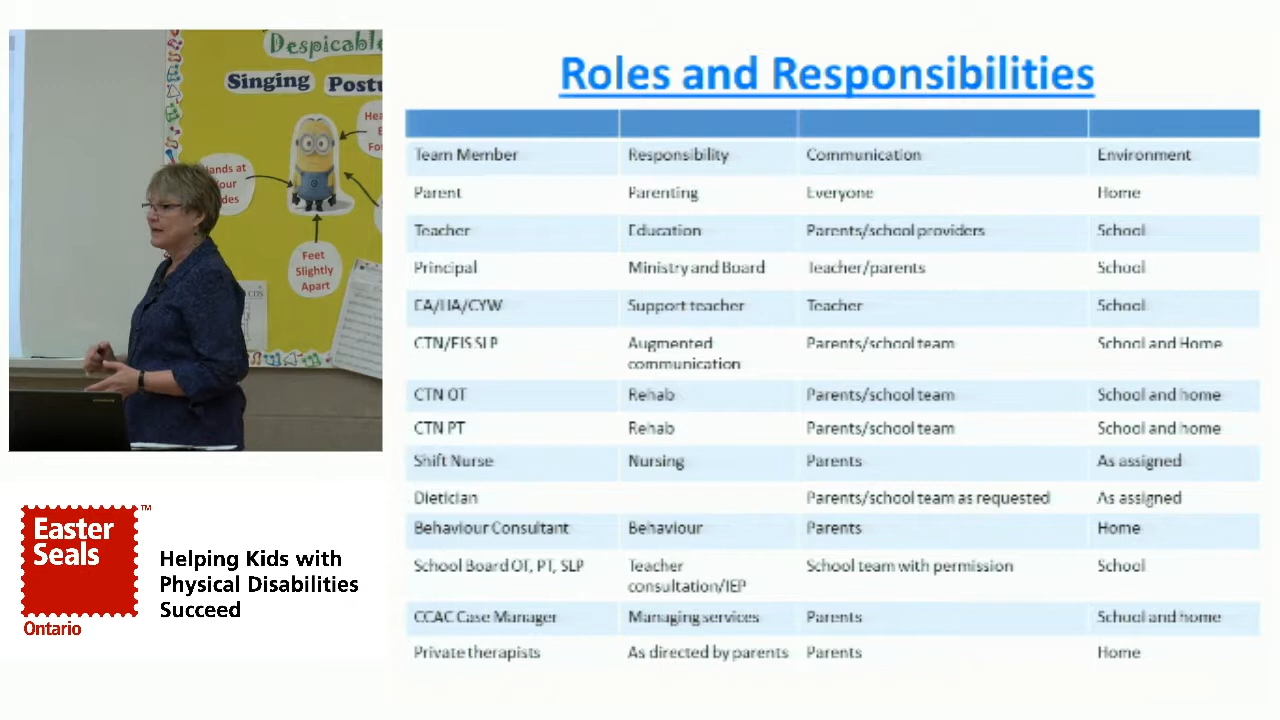 Despicable
Singing Postu
Hea
E
Fo
Hands at
Your
Sides
Feet
Slightly
Apart
Easter
Seals
TM
Ontario
Helping Kids with
Physical Disabilities
Succeed
Roles and Responsibilities
Team Member Responsibility Communication Environment
Parent Parenting Everyone Home
Teacher Education Parents/school providers School
Principal Ministry and Board Teacher/parents School
EA/HA/CYW Support teacher Teacher School
CTN/EIS SLP Augmented communication Parents/school team School and Home
CTN OT Rehab Parents/school team School and home
CTN PT Rehab Parents/school team School and home
Shift Nurse Nursing Parents As assigned
Dietician Parents/school team as requested As assigned
Behaviour Consultant Behaviour Parents Home
School Board OT, PT, SLP Teacher consultation/IEP School team with permission School
CCAC Case Manager Managing services Parents School and home
Private therapists As directed by parents Parents Home